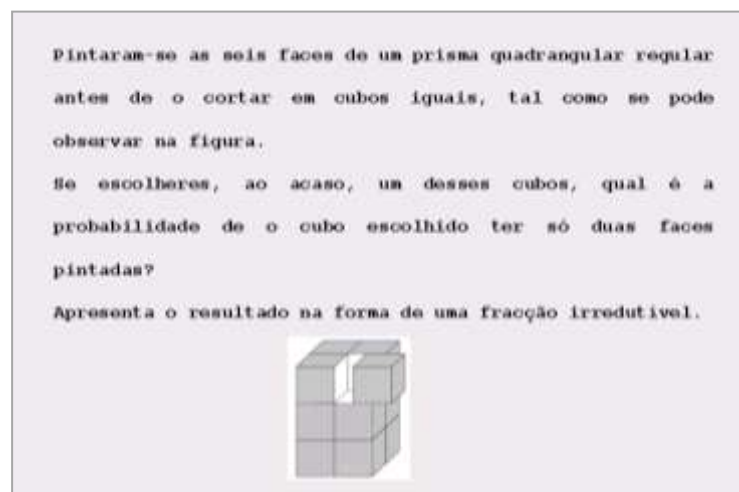 Pintaram-se as seis faces de um prisma quadrangular regular
antes de o cortar em cubos iguais, tal como se pode
observar na figura.
Se escolheres, ao acaso, um desses cubos, qual é a
probabilidade de o cubo escolhido ter só duas faces
pintadas?
Apresenta o resultado na forma de uma fracção irredutível.